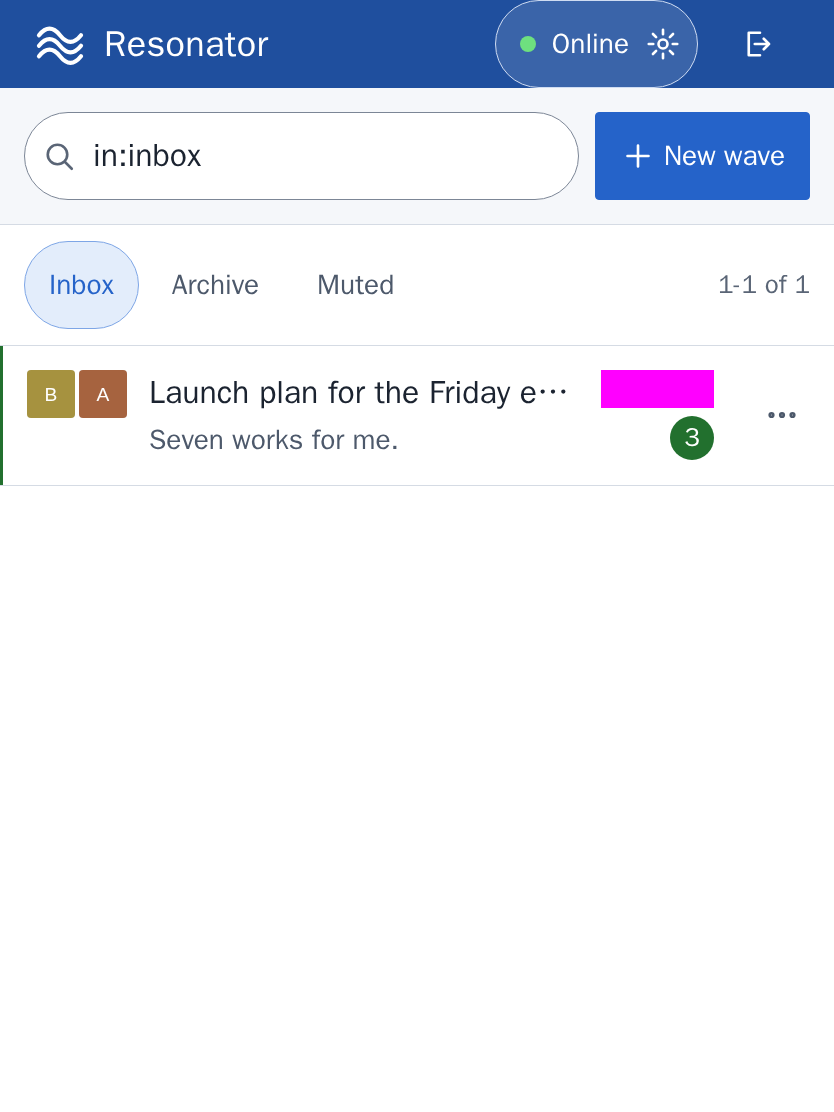 Resonator
Online
in:inbox
New wave
Inbox
Archive
Muted
1-1 of 1
B
A
Launch plan for the Friday e…
Seven works for me.
3